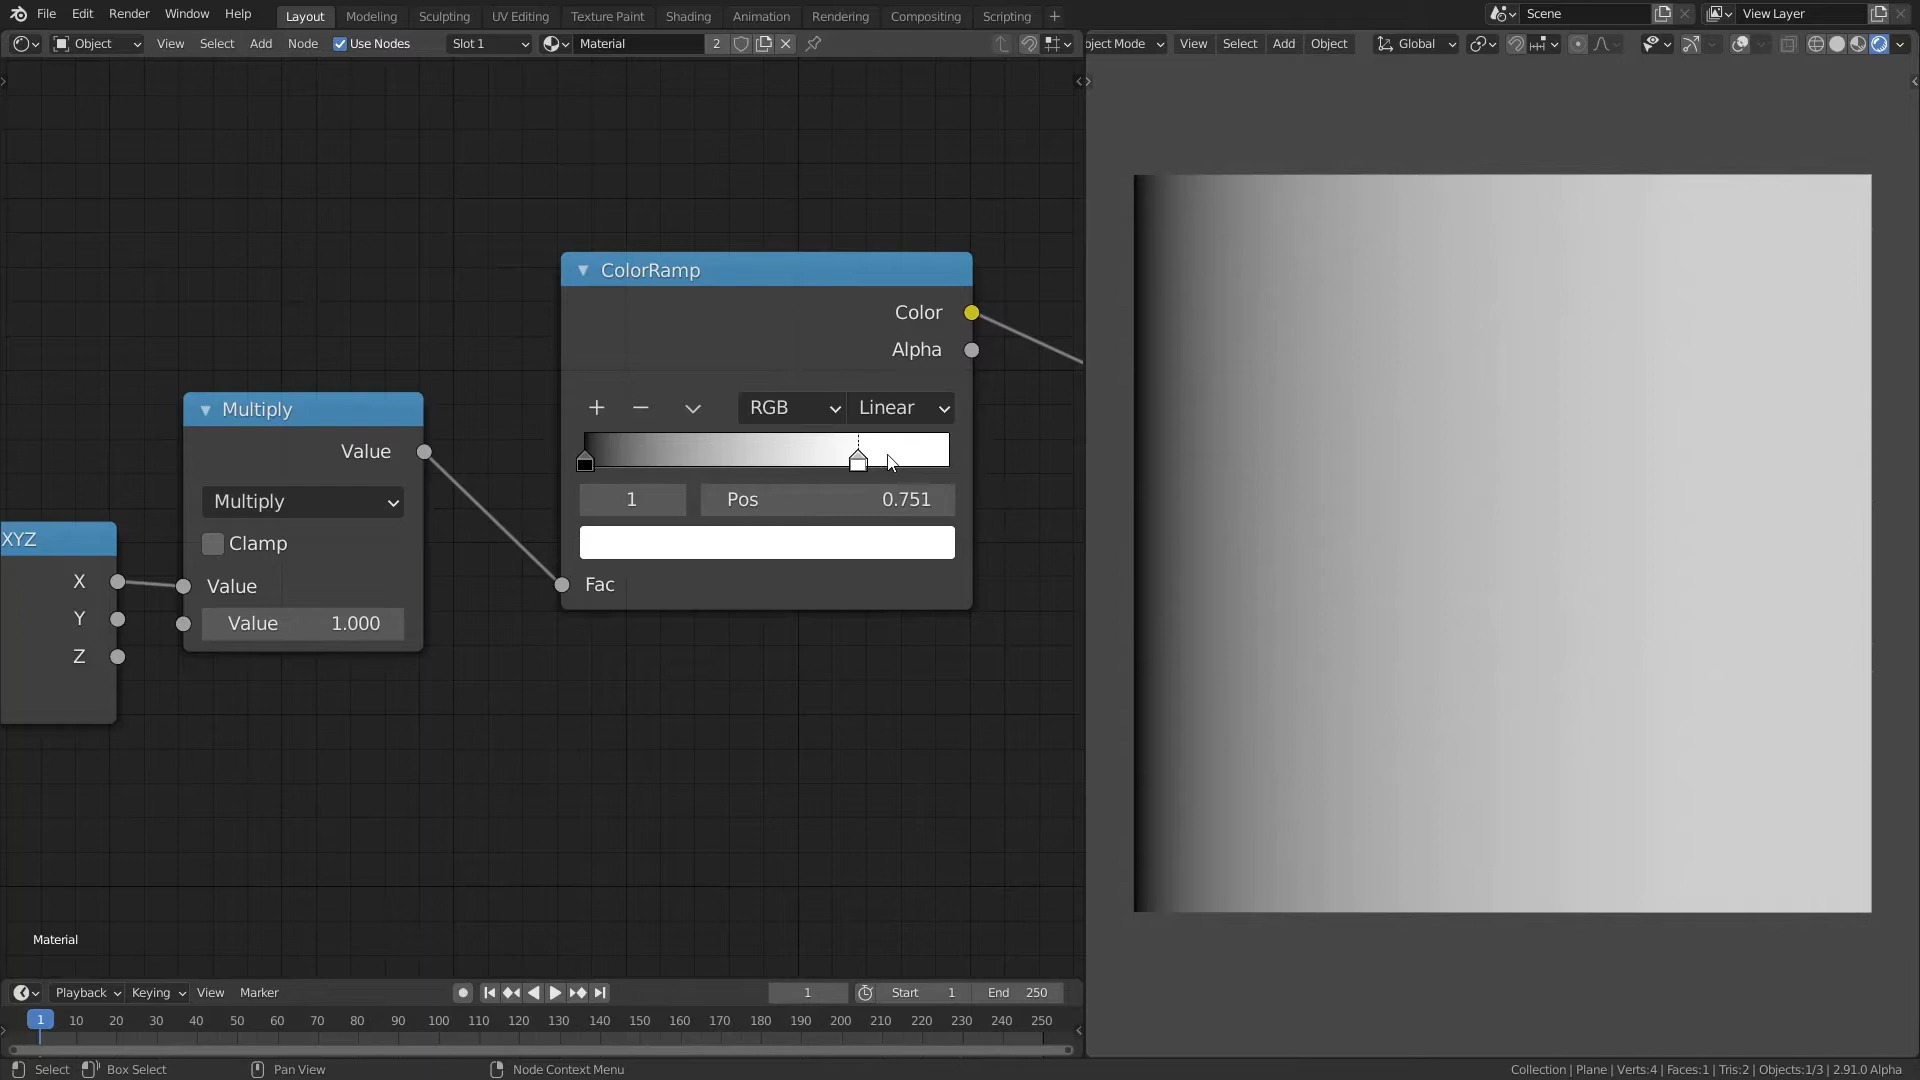 File Edit Render Window Help Layout Modeling Sculpting UV Editing Texture Paint Shading Animation Rendering Compositing Scripting + Scene View Layer
Object View Select Add Node Use Nodes Slot 1 Material 2 bject Mode View Select Add Object Global
ColorRamp
Color
Alpha
RGB Linear
1 Pos 0.751
Fac
Multiply
Value
Multiply
Clamp
Value
Value 1.000
XYZ
X
Y
Z
Material
Playback Keying View Marker 1 Start 1 End 250
1 10 20 30 40 50 60 70 80 90 100 110 120 130 140 150 160 170 180 190 200 210 220 230 240 250
Select Box Select Pan View Node Context Menu Collection | Plane | Verts:4 | Faces:1 | Tris:2 | Objects:1/3 | 2.91.0 Alpha